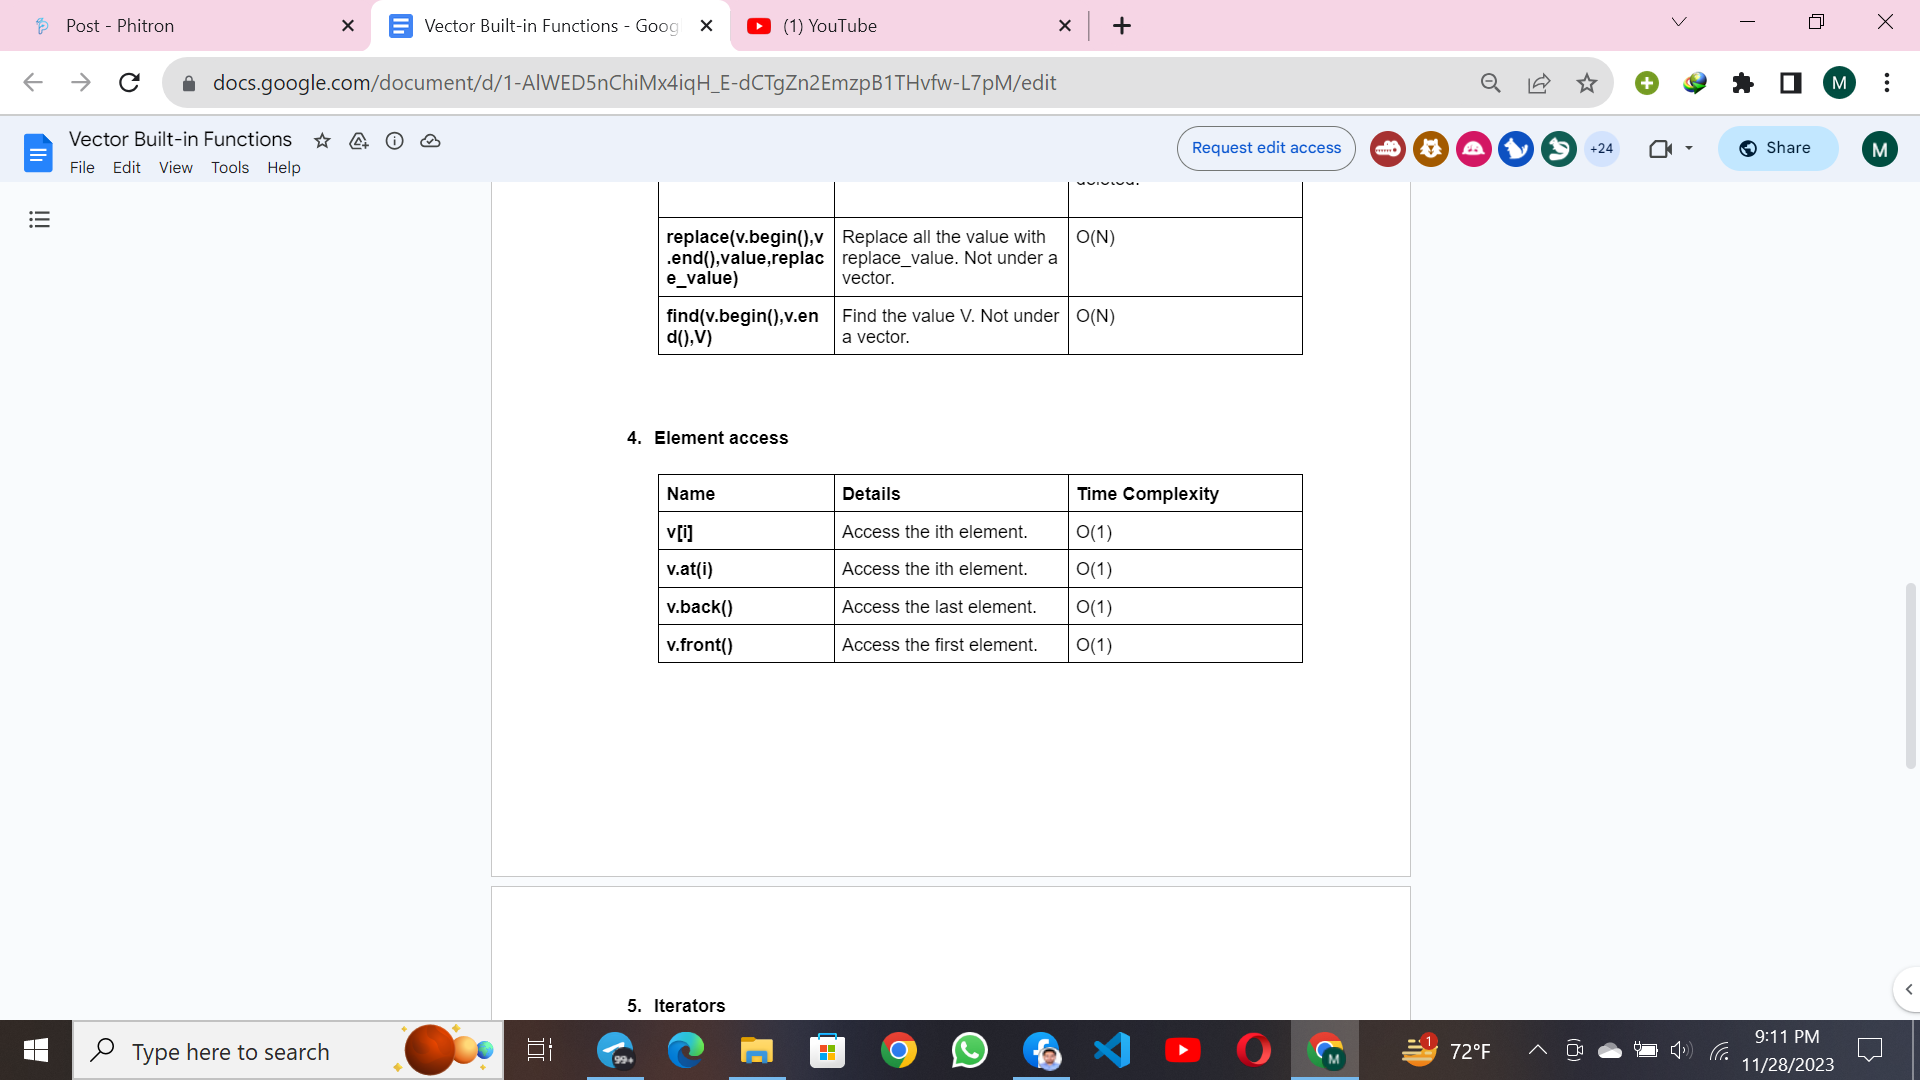 Post - Phitron
Vector Built-in Functions - Goog
(1) YouTube
docs.google.com/document/d/1-AlWED5nChiMx4iqH_E-dCTgZn2EmzpB1THvfw-L7pM/edit
M
Vector Built-in Functions
File Edit View Tools Help
Request edit access
+24
Share
M
deleted.
replace(v.begin(),v
.end(),value,replac
e_value)
Replace all the value with
replace_value. Not under a
vector.
O(N)
find(v.begin(),v.en
d(),V)
Find the value V. Not under
a vector.
O(N)
4. Element access
Name Details Time Complexity
v[i] Access the ith element. O(1)
v.at(i) Access the ith element. O(1)
v.back() Access the last element. O(1)
v.front() Access the first element. O(1)
5. Iterators
Type here to search
99+
M
1
72°F
9:11 PM
11/28/2023